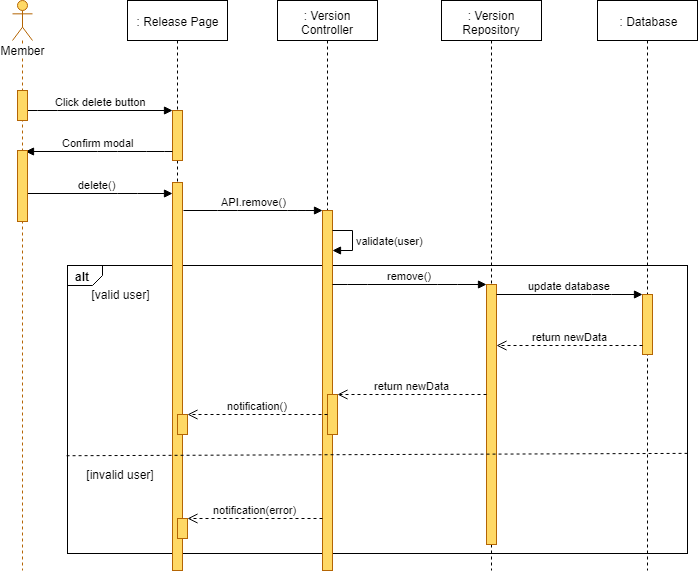 : Release Page
: Version
Controller
: Version
Repository
: Database
Member
Click delete button
Confirm modal
delete()
API.remove()
validate(user)
alt
remove()
[valid user]
update database
return newData
return newData
notification()
[invalid user]
notification(error)